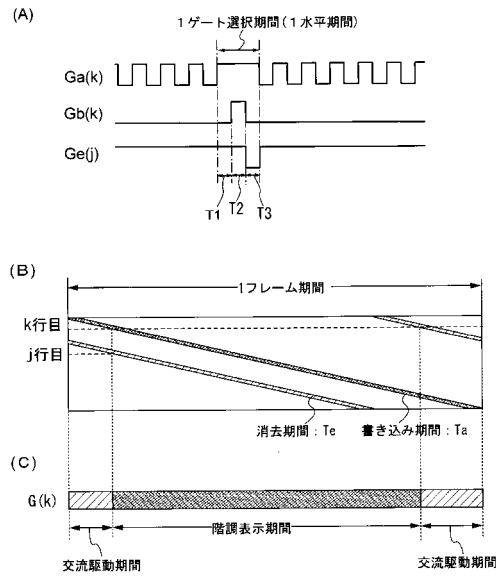 (A)
1ゲート選択期間(1水平期間)
Ga(k)
Gb(k)
Ge(j)
T1 T2 T3
(B)
1フレーム期間
k行目
j行目
消去期間：Te 書き込み期間：Ta
(C)
G(k)
階調表示期間
交流駆動期間 交流駆動期間